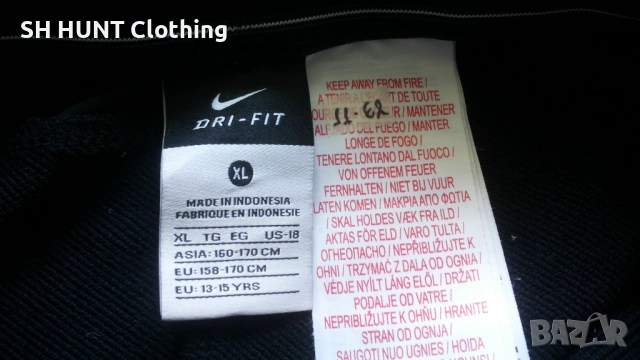 SH HUNT Clothing
DRI-FIT
XL
MADE IN INDONESIA
FABRIQUE EN INDONESIE
XL TG EG US-18
ASIA: 160-170 CM
EU: 158-170 CM
EU: 13-15 YRS
KEEP AWAY FROM FIRE /
A TENIR A L'ECART DE TOUTE
/ MANTENER
DEL FUEGO / MANTER
LONGE DE FOGO /
TENERE LONTANO DAL FUOCO /
VON OFFENEM FEUER
FERNHALTEN / NIET BIJ VUUR
LATEN KOMEN / ΜΑΚΡΙΑ ΑΠΟ ΦΩΤΙΑ
/ SKAL HOLDES VÆK FRA ILD /
AKTAS FÖR ELD / VARO TULTA /
ОГНЕОПАСНО / NEPŘIBLIŽUJTE K
OHNI / TRZYMAĆ Z DALA OD OGNIA /
VÉDJE NYÍLT LÁNG ELŐL / DRŽATI
PODALJE OD VATRE /
NEPRIBLIŽUJTE K OHŇU / HRANITE
STRAN OD OGNJA /
SAUGOTI NUO UGNIES / HOIDA
BAZAR